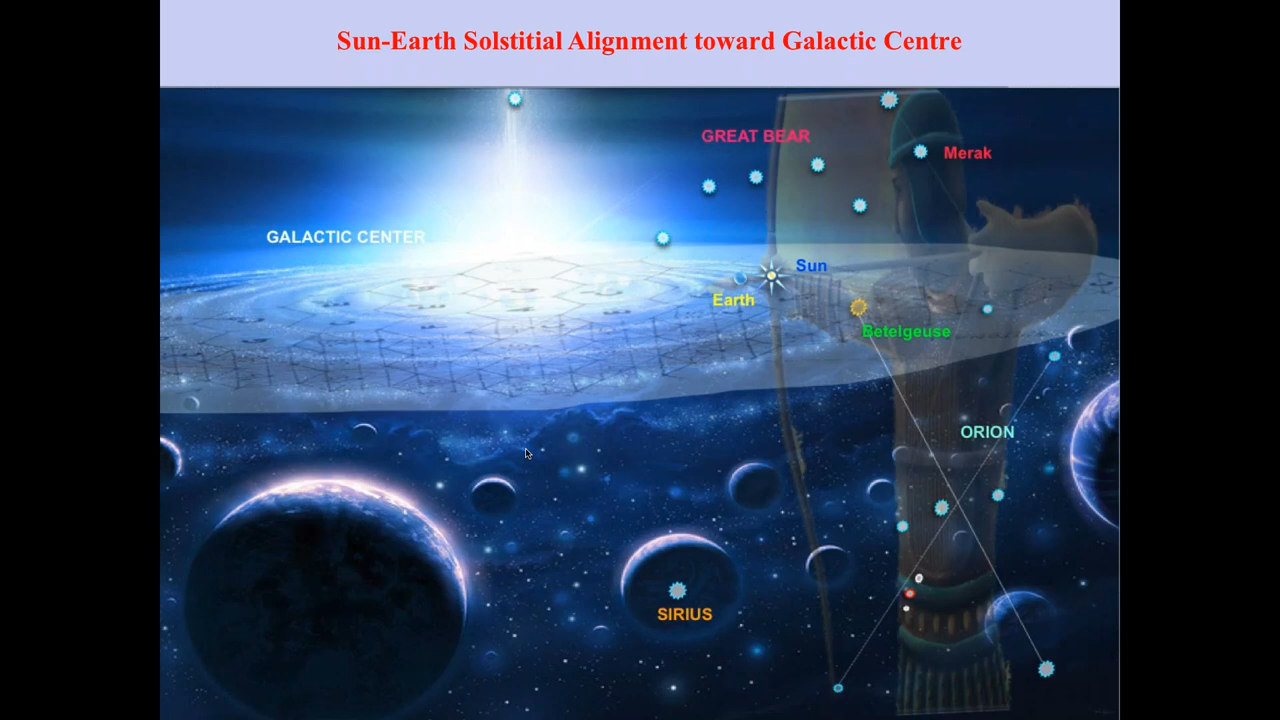 Sun-Earth Solstitial Alignment toward Galactic Centre
GREAT BEAR
Merak
GALACTIC CENTER
Sun
Earth
Betelgeuse
ORION
SIRIUS